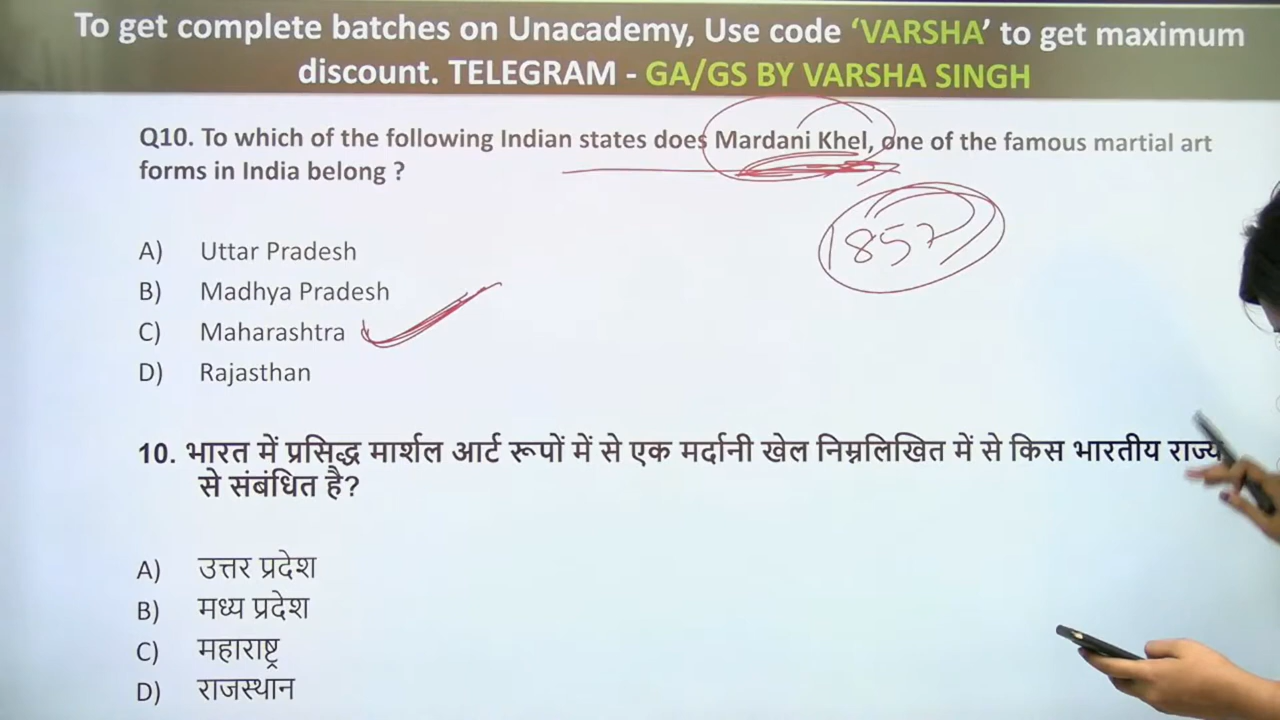 To get complete batches on Unacademy, Use code ‘VARSHA’ to get maximum
discount. TELEGRAM - GA/GS BY VARSHA SINGH
Q10. To which of the following Indian states does Mardani Khel, one of the famous martial art
forms in India belong ?
1857
A) Uttar Pradesh
B) Madhya Pradesh
C) Maharashtra
D) Rajasthan
10. भारत में प्रसिद्ध मार्शल आर्ट रूपों में से एक मर्दानी खेल निम्नलिखित में से किस भारतीय राज्य
से संबंधित है?
A) उत्तर प्रदेश
B) मध्य प्रदेश
C) महाराष्ट्र
D) राजस्थान